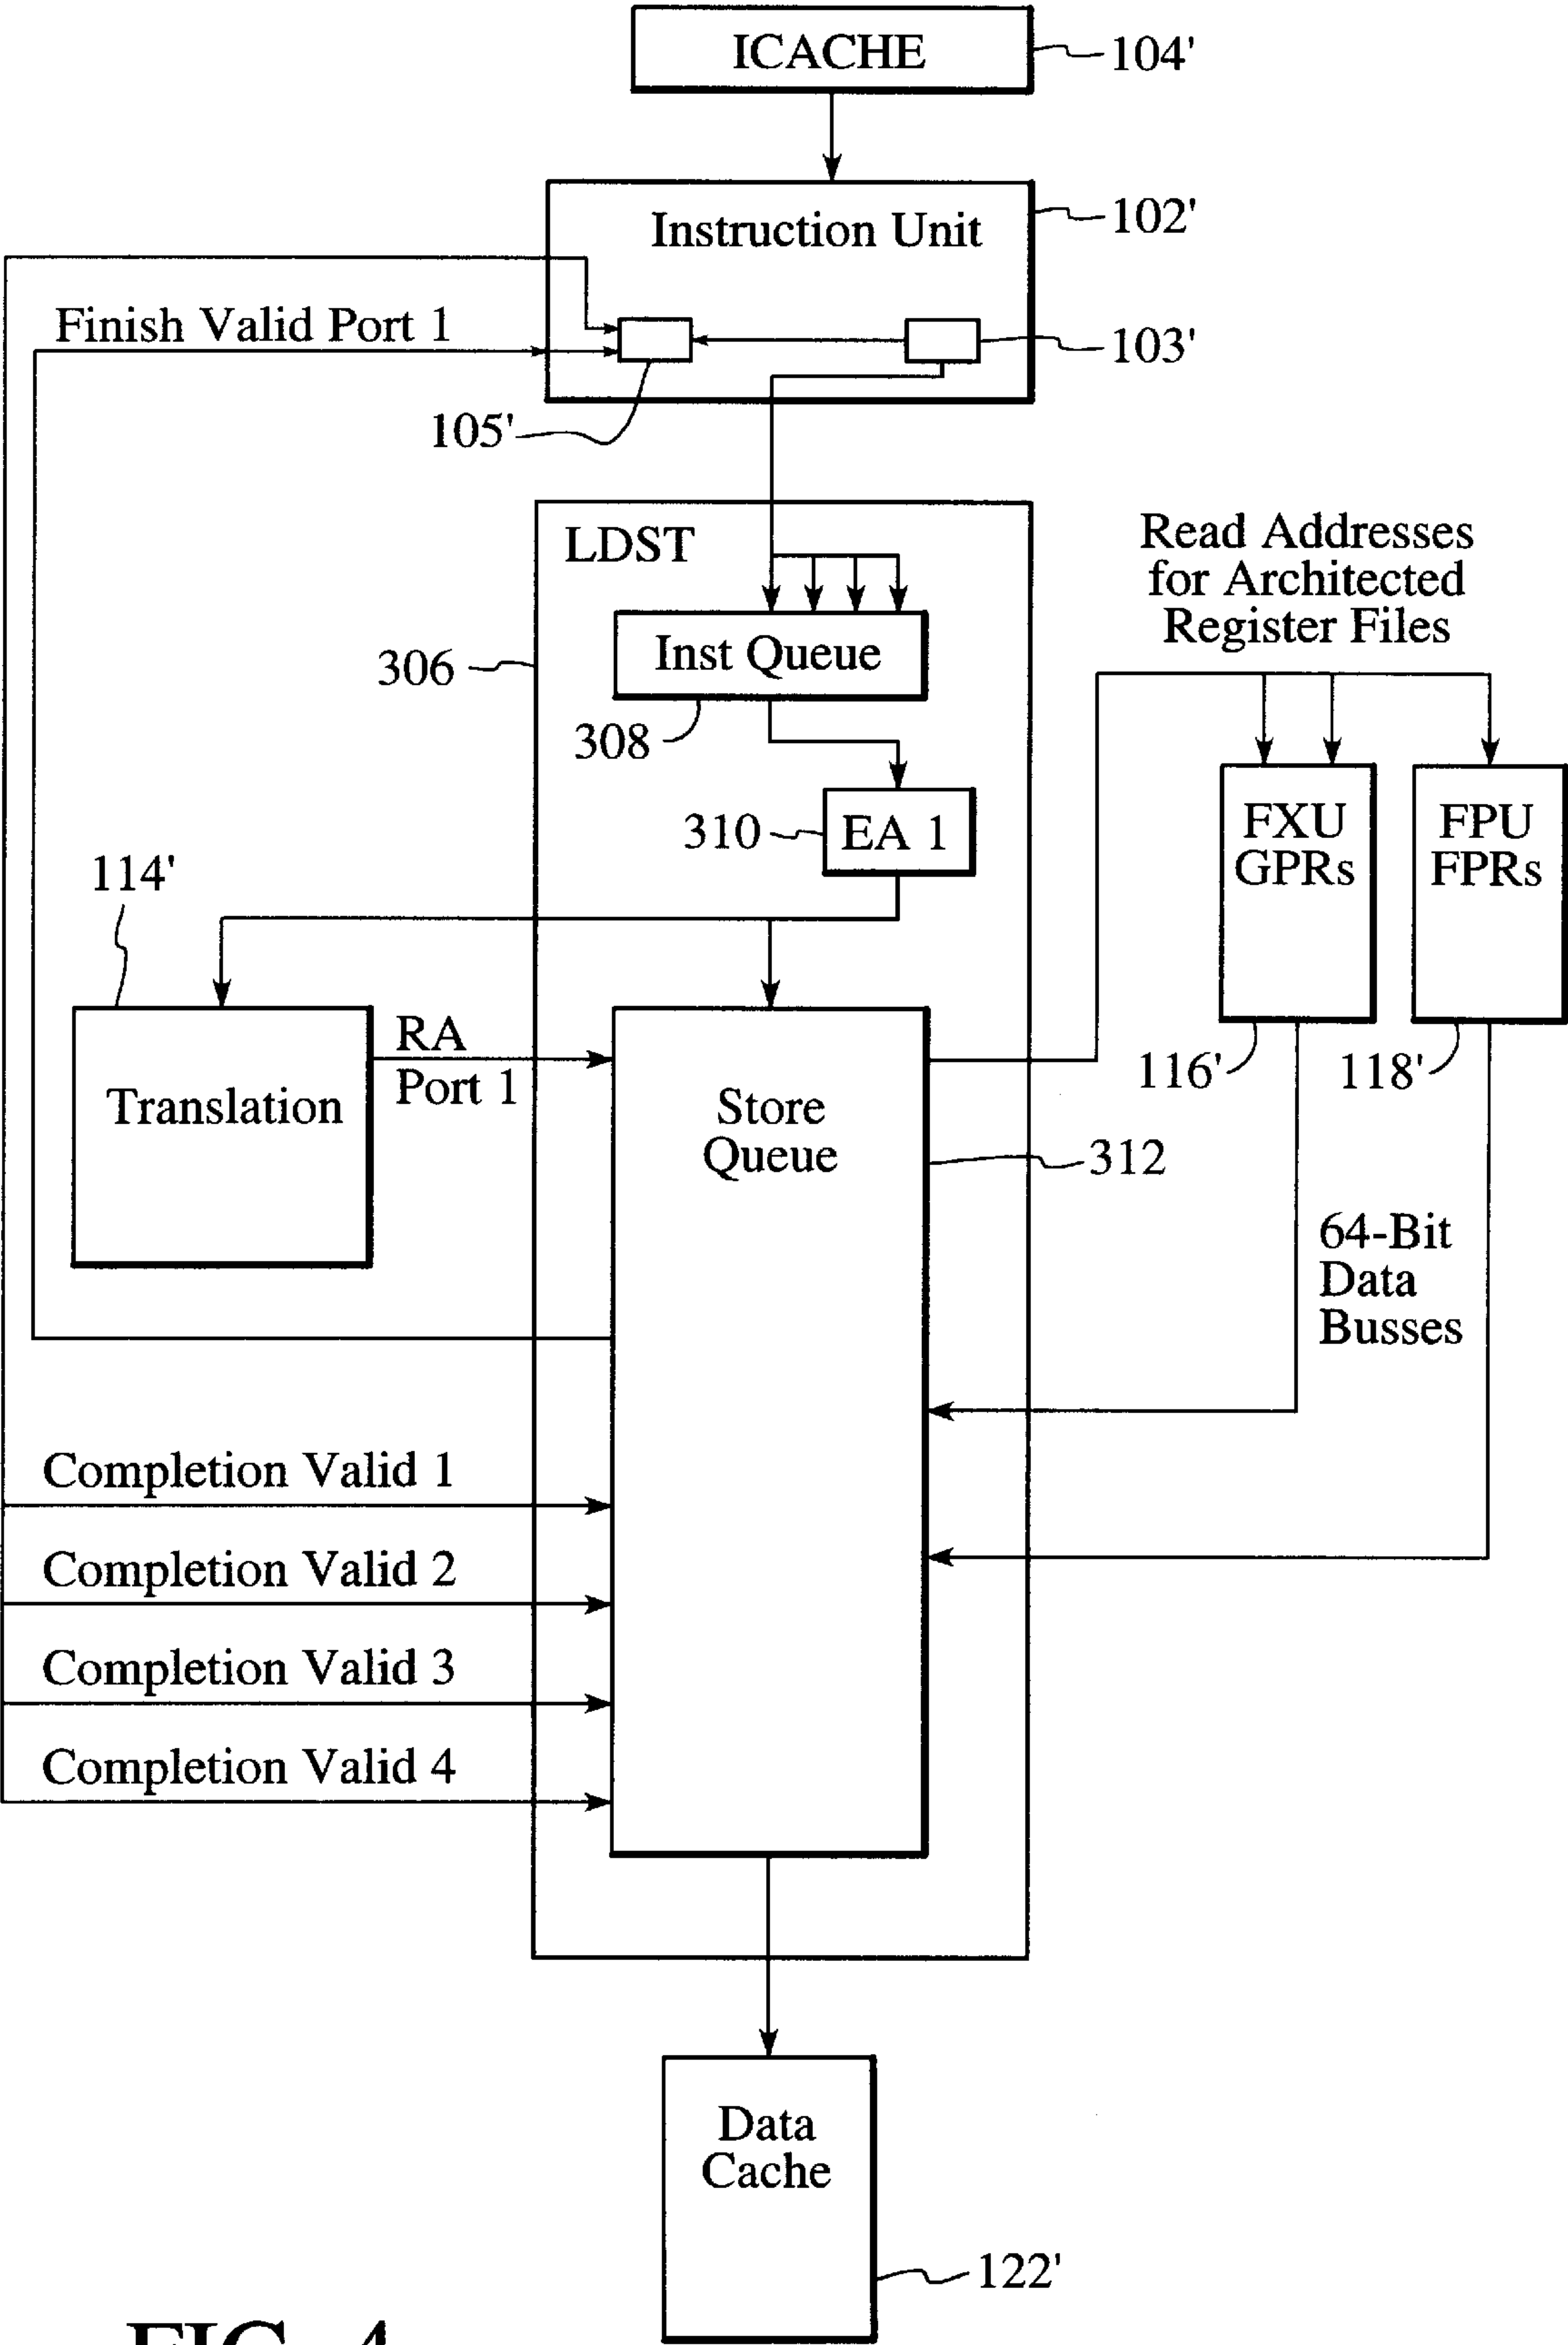 ICACHE
104'
Instruction Unit
102'
Finish Valid Port 1
103'
105'
LDST
Read Addresses
for Architected
Register Files
Inst Queue
306
308
310
EA 1
FXU
GPRs
FPU
FPRs
114'
RA
Port 1
116'
118'
Translation
Store
Queue
312
64-Bit
Data
Busses
Completion Valid 1
Completion Valid 2
Completion Valid 3
Completion Valid 4
Data
Cache
122'
FIG. 4